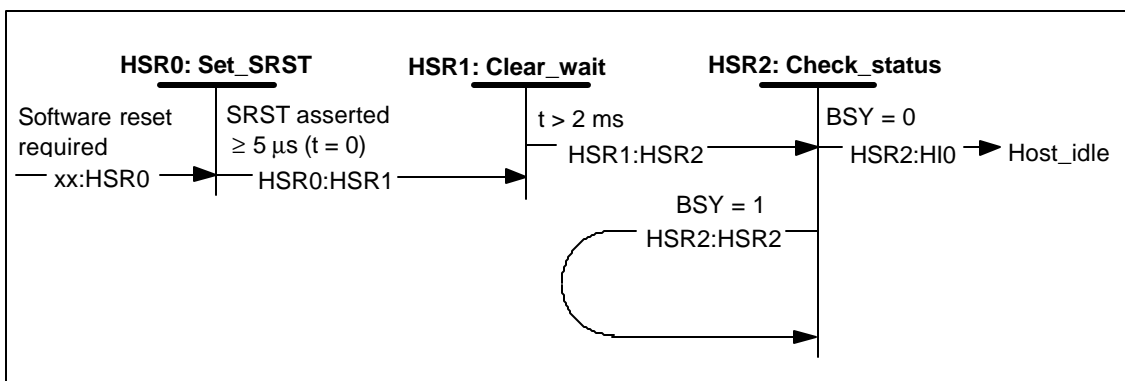 HSR0: Set_SRST
HSR1: Clear_wait
HSR2: Check_status
Software reset
required
xx:HSR0
SRST asserted
≥ 5 μs (t = 0)
HSR0:HSR1
t > 2 ms
HSR1:HSR2
BSY = 0
HSR2:HI0
Host_idle
BSY = 1
HSR2:HSR2